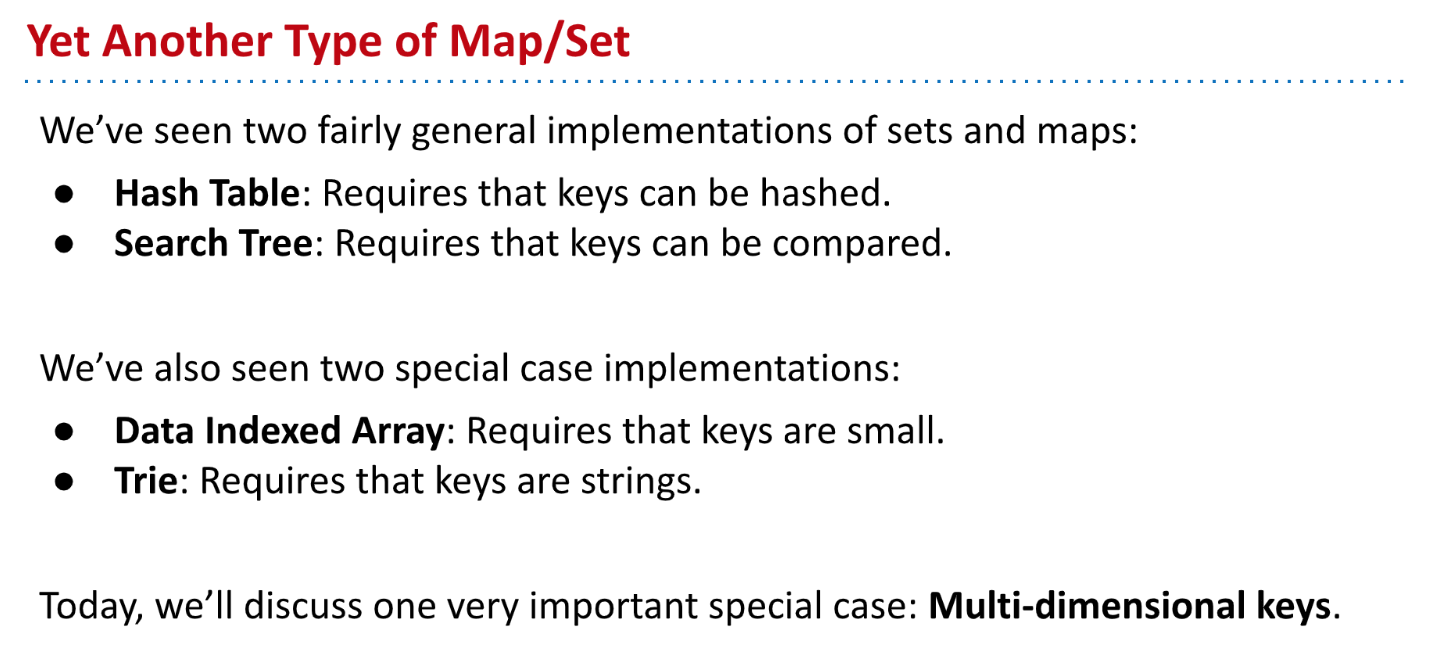 Yet Another Type of Map/Set
We’ve seen two fairly general implementations of sets and maps:
● Hash Table: Requires that keys can be hashed.
● Search Tree: Requires that keys can be compared.
We’ve also seen two special case implementations:
● Data Indexed Array: Requires that keys are small.
● Trie: Requires that keys are strings.
Today, we’ll discuss one very important special case: Multi-dimensional keys.